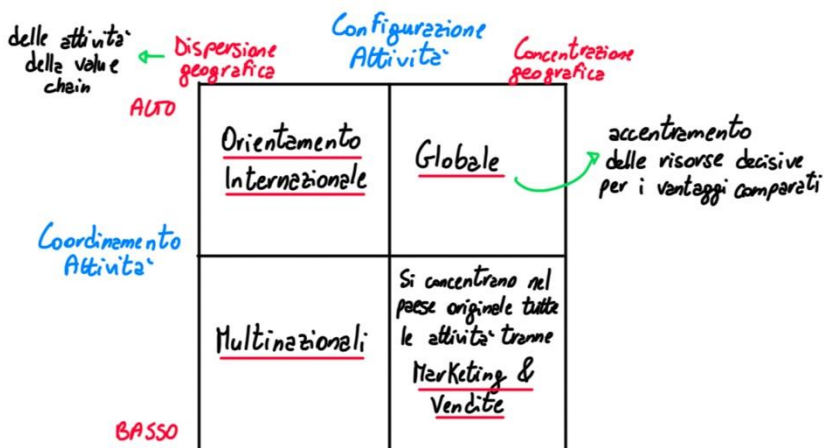 delle attività
della value
chain
Dispersione
geografica
Configurazione
Attività
Concentrazione
geografica
ALTO
Orientamento
Internazionale
Globale
accentramento
delle risorse decisive
per i vantaggi comparati
Coordinamento
Attività
Multinazionali
Si concentrano nel
paese originale tutte
le attività tranne
Marketing &
Vendite
BASSO